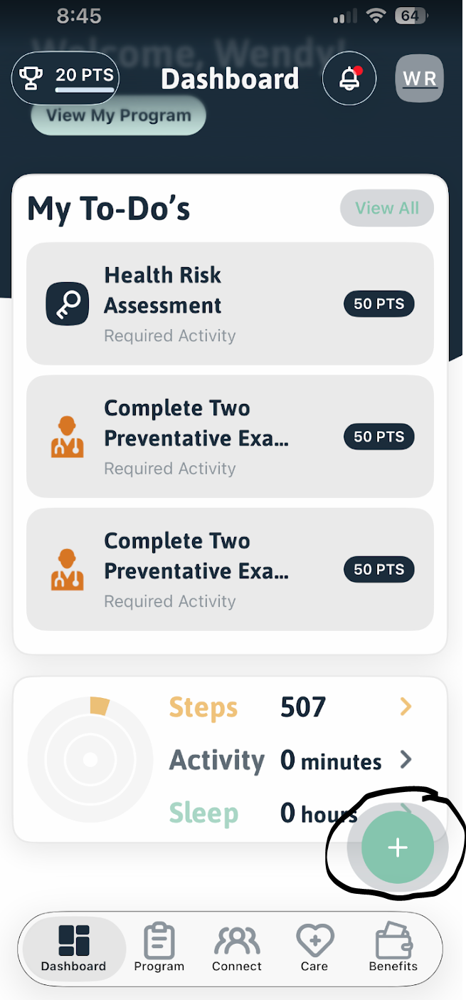 8:45
64
Welcome, Wendy!
20 PTS
Dashboard
WR
View My Program
My To-Do’s
View All
Health Risk
Assessment
50 PTS
Required Activity
Complete Two
Preventative Exa...
50 PTS
Required Activity
Complete Two
Preventative Exa...
50 PTS
Required Activity
Steps 507
Activity 0 minutes
Sleep 0 hours
Dashboard
Program
Connect
Care
Benefits